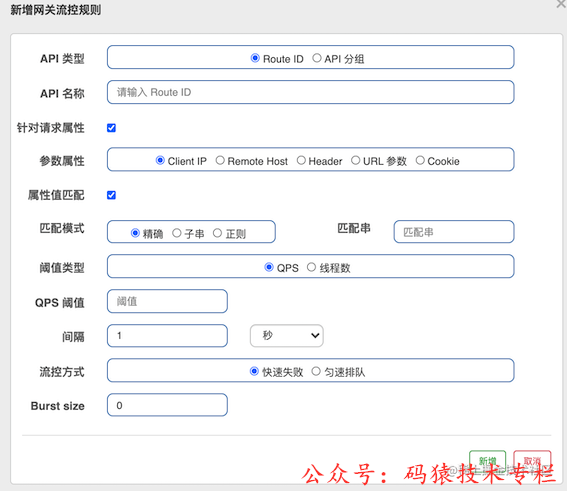 新增网关流控规则
API 类型 Route ID API 分组
API 名称 请输入 Route ID
针对请求属性
参数属性 Client IP Remote Host Header URL 参数 Cookie
属性值匹配
匹配模式 精确 子串 正则 匹配串 匹配串
阈值类型 QPS 线程数
QPS 阈值 阈值
间隔 1 秒
流控方式 快速失败 匀速排队
Burst size 0
新增 取消
公众号：码猿技术专栏